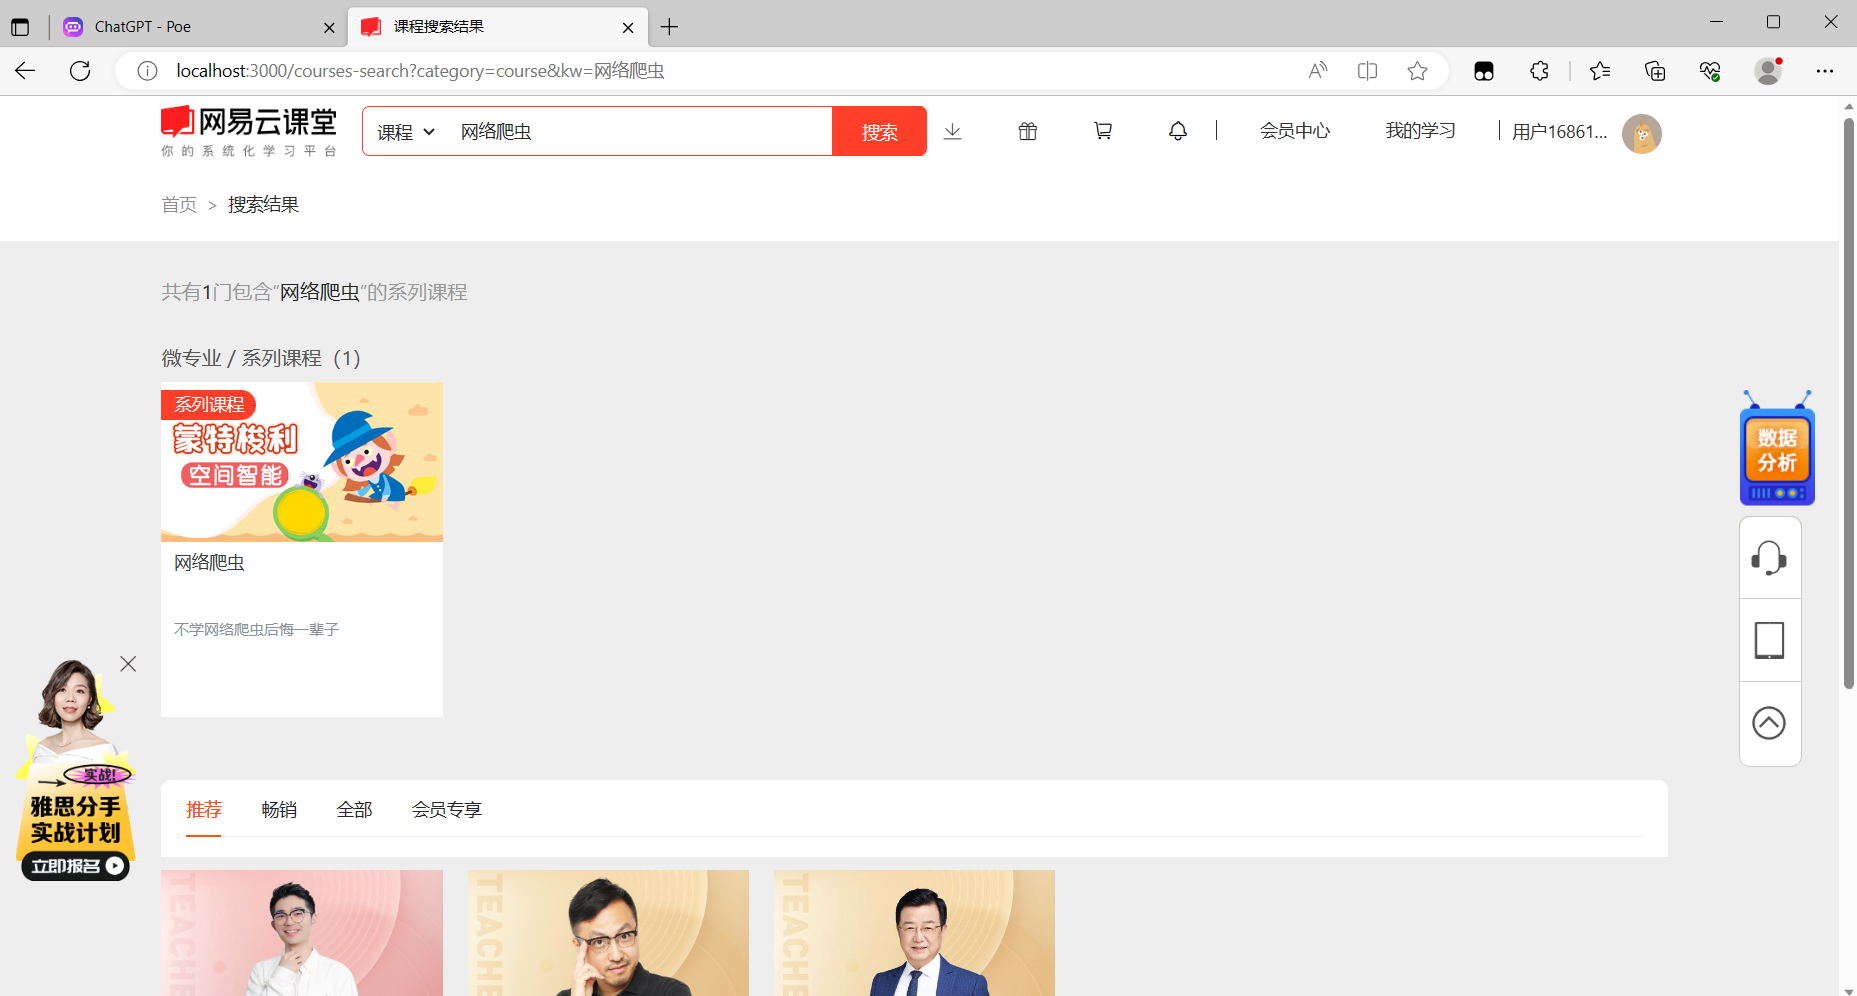 ChatGPT - Poe
课程搜索结果
localhost:3000/courses-search?category=course&kw=网络爬虫
网易云课堂
你的系统化学习平台
课程
网络爬虫
搜索
会员中心
我的学习
用户16861...
首页 > 搜索结果
共有1门包含“网络爬虫”的系列课程
微专业 / 系列课程（1）
系列课程
蒙特梭利
空间智能
网络爬虫
不学网络爬虫后悔一辈子
数据
分析
实战!
雅思分手
实战计划
立即报名
推荐
畅销
全部
会员专享
TEACHE
TEACHE
TEACHE